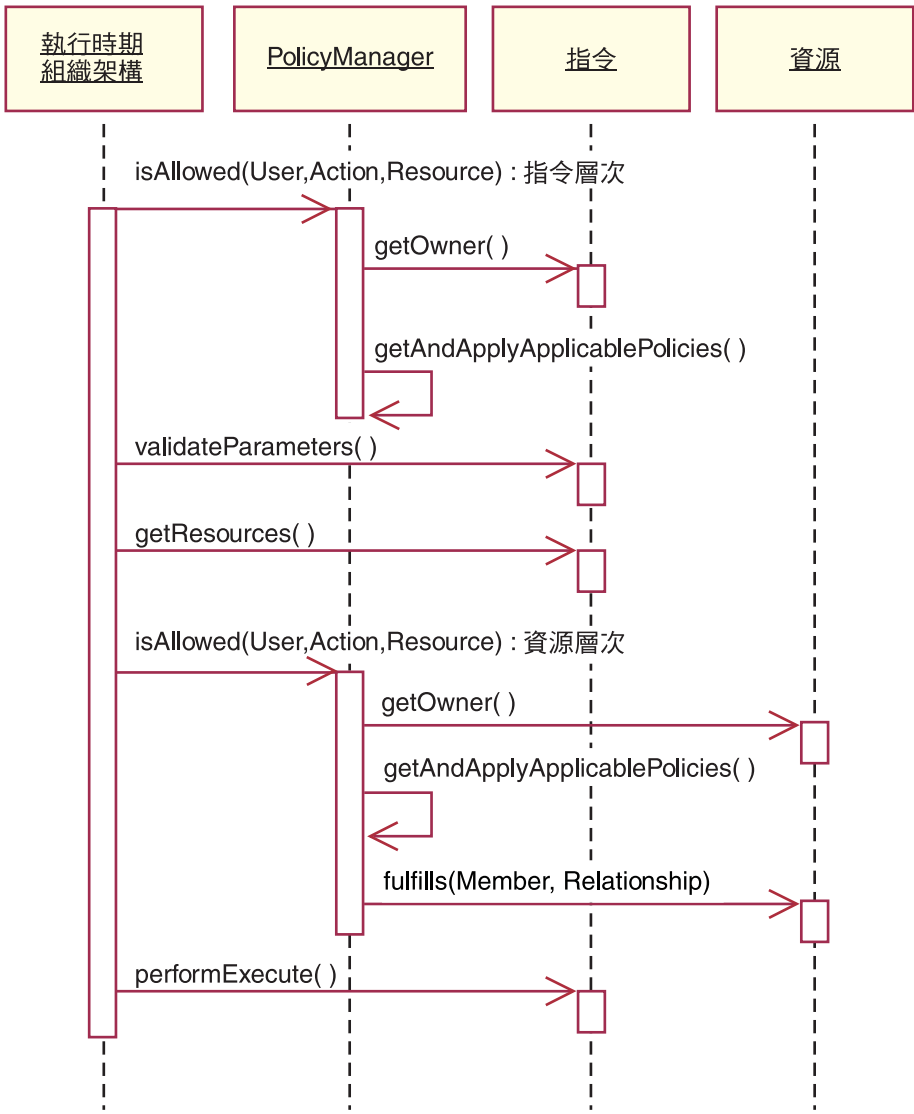 執行時期
組織架構
PolicyManager
指令
資源
isAllowed(User,Action,Resource) : 指令層次
getOwner( )
getAndApplyApplicablePolicies( )
validateParameters( )
getResources( )
isAllowed(User,Action,Resource) : 資源層次
getOwner( )
getAndApplyApplicablePolicies( )
fulfills(Member, Relationship)
performExecute( )